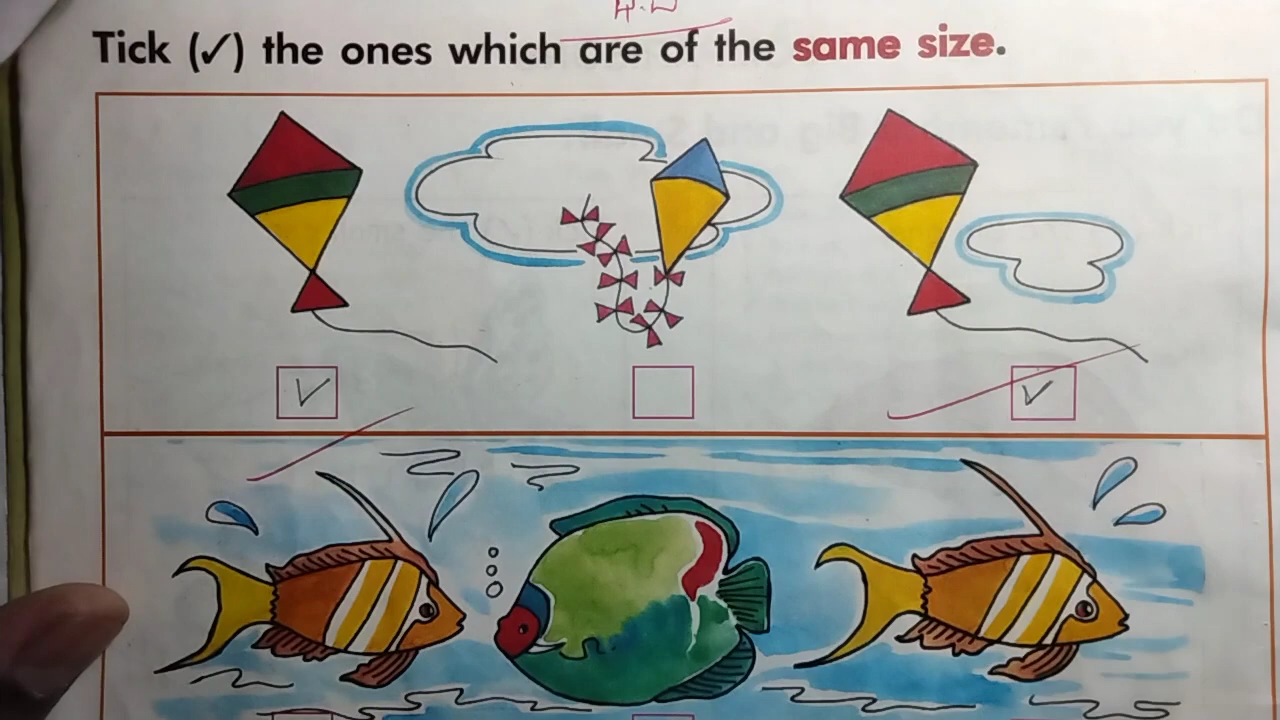 Tick (✓) the ones which are of the same size.